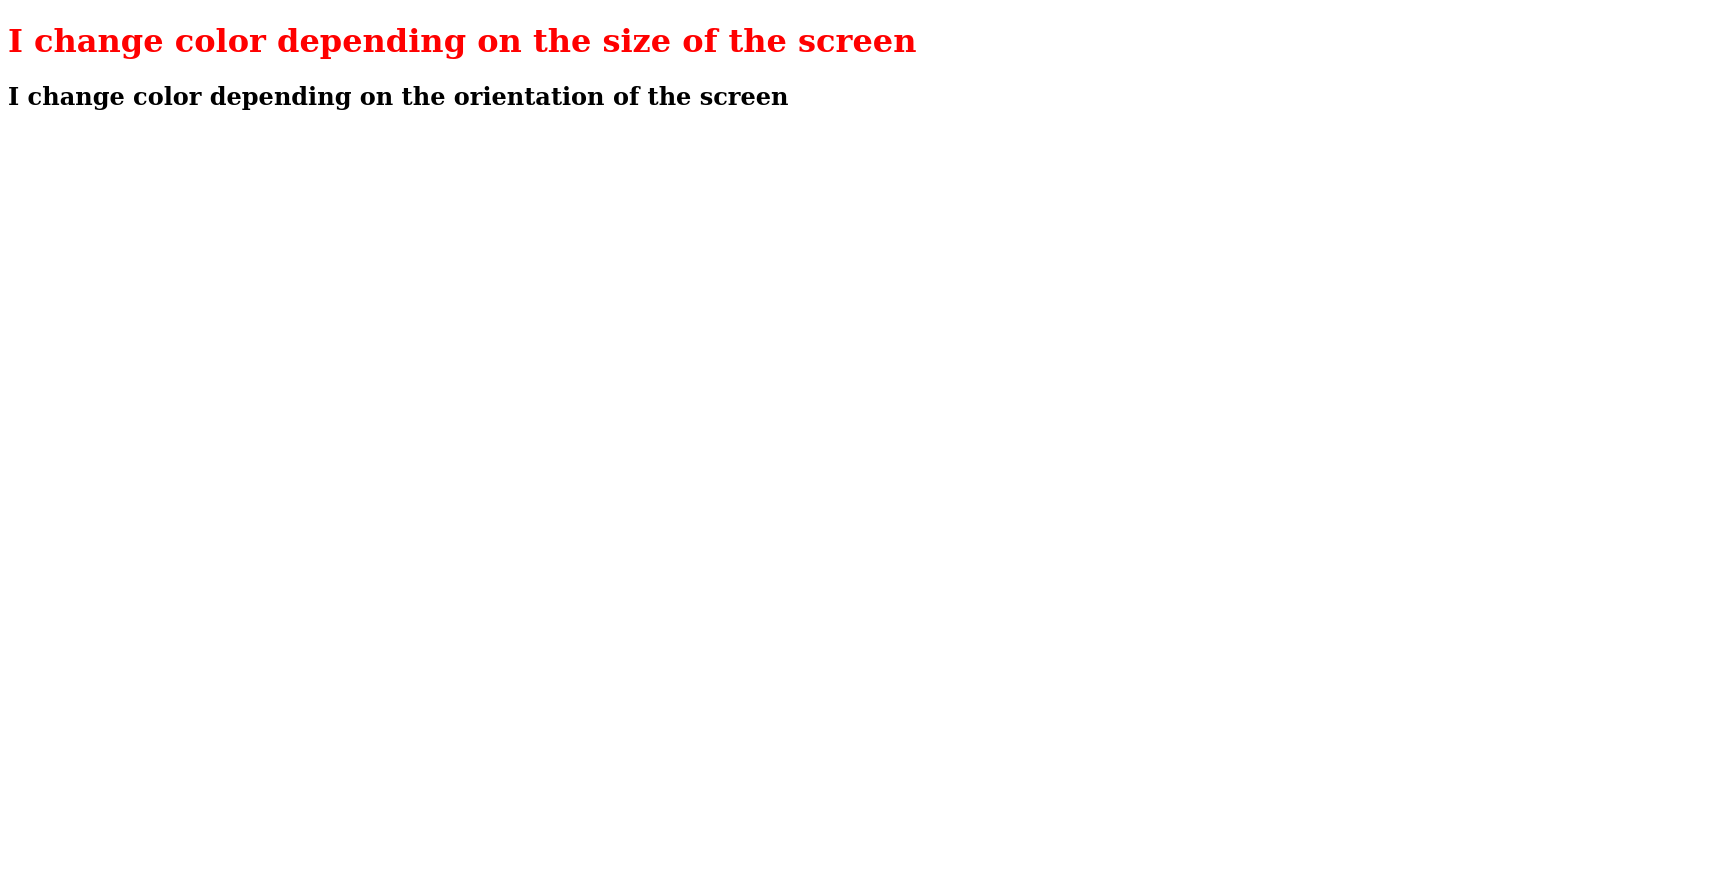 I change color depending on the size of the screen
I change color depending on the orientation of the screen